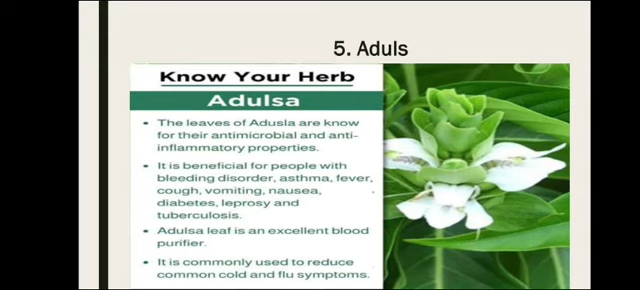 5. Aduls
Know Your Herb
Adulsa
• The leaves of Adusla are know
for their antimicrobial and anti-
inflammatory properties.
• It is beneficial for people with
bleeding disorder, asthma, fever,
cough, vomiting, nausea,
diabetes, leprosy and
tuberculosis.
• Adulsa leaf is an excellent blood
purifier.
• It is commonly used to reduce
common cold and flu symptoms.